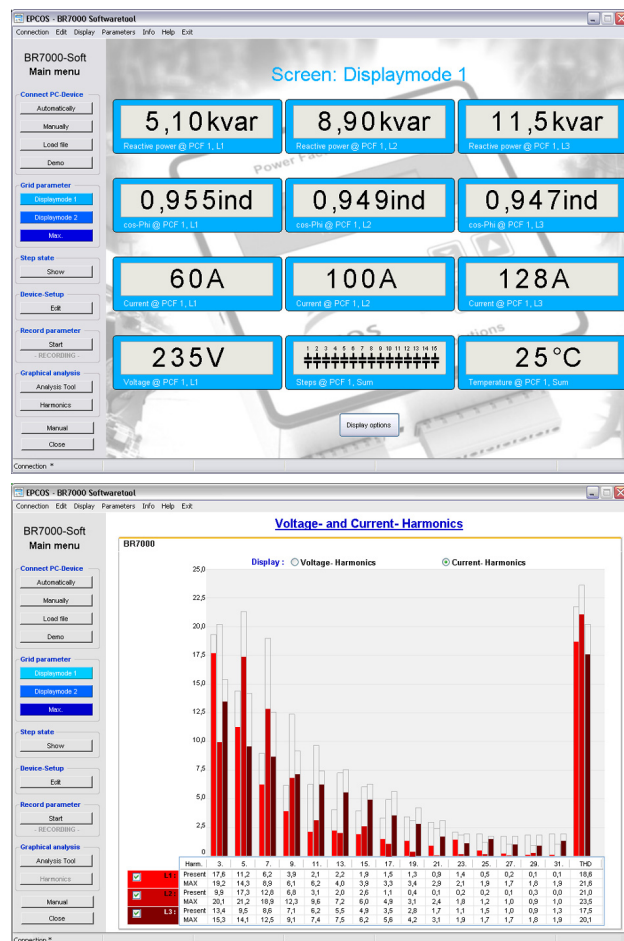 EPCOS - BR7000 Softwaretool
Connection Edit Display Parameters Info Help Exit
BR7000-Soft
Main menu
Connect PC-Device
Automatically
Manually
Load file
Demo
Grid parameter
Displaymode 1
Displaymode 2
Max.
Step state
Show
Device-Setup
Edit
Record parameter
Start
- RECORDING -
Graphical analysis
Analysis Tool
Harmonics
Manual
Close
Connection *
Screen: Displaymode 1
5,10kvar 8,90kvar 11,5kvar
Reactive power @ PCF 1, L1 Reactive power @ PCF 1, L2 Reactive power @ PCF 1, L3
Power
0,955ind 0,949ind 0,947ind
cos-Phi @ PCF 1, L1 cos-Phi @ PCF 1, L2 cos-Phi @ PCF 1, L3
60A 100A 128A
Current @ PCF 1, L1 Current @ PCF 1, L2 Current @ PCF 1, L3
235V 1 2 3 4 5 6 7 8 9 10 11 12 13 14 15 25°C
Voltage @ PCF 1, L1 Steps @ PCF 1, Sum Temperature @ PCF 1, Sum
Display options
EPCOS - BR7000 Softwaretool
Connection Edit Display Parameters Info Help Exit
BR7000-Soft
Main menu
Connect PC-Device
Automatically
Manually
Load file
Demo
Grid parameter
Displaymode 1
Displaymode 2
Max.
Step state
Show
Device-Setup
Edit
Record parameter
Start
- RECORDING -
Graphical analysis
Analysis Tool
Harmonics
Manual
Close
Connection *
Voltage- and Current- Harmonics
BR7000
Display : Voltage- Harmonics Current- Harmonics
25,0
22,5
20,0
17,5
15,0
12,5
10,0
7,5
5,0
2,5
0
Harm. 3. 5. 7. 9. 11. 13. 15. 17. 19. 21. 23. 25. 27. 29. 31. THD
L1: Present 17,6 11,2 6,2 3,9 2,1 2,2 1,9 1,5 1,3 0,9 1,4 0,5 0,2 0,1 0,1 18,6
MAX 19,2 14,3 8,9 6,1 6,2 4,0 3,9 3,3 3,4 2,9 2,1 1,9 1,7 1,8 1,9 21,6
L2: Present 9,9 17,3 12,8 6,8 3,1 2,0 2,6 1,1 0,4 0,1 0,2 0,2 0,1 0,3 0,0 21,0
MAX 20,1 21,2 18,9 12,3 9,6 7,2 6,0 4,9 3,1 2,4 1,8 1,2 1,0 0,9 1,0 23,5
L3: Present 13,4 9,5 8,6 7,1 6,2 5,5 4,9 3,5 2,8 1,7 1,1 1,5 1,0 0,9 1,3 17,5
MAX 15,3 14,1 12,5 9,1 7,4 7,5 6,2 5,6 4,2 3,1 1,9 1,7 1,7 1,8 1,9 20,1